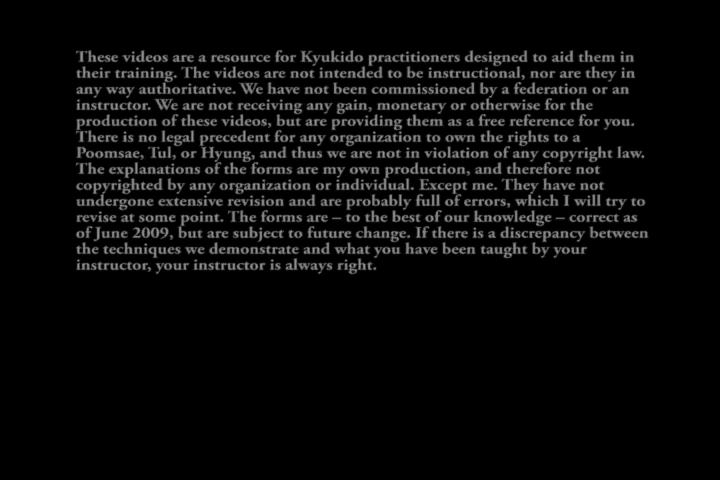 These videos are a resource for Kyukido practitioners designed to aid them in
their training. The videos are not intended to be instructional, nor are they in
any way authoritative. We have not been commissioned by a federation or an
instructor. We are not receiving any gain, monetary or otherwise for the
production of these videos, but are providing them as a free reference for you.
There is no legal precedent for any organization to own the rights to a
Poomsae, Tul, or Hyung, and thus we are not in violation of any copyright law.
The explanations of the forms are my own production, and therefore not
copyrighted by any organization or individual. Except me. They have not
undergone extensive revision and are probably full of errors, which I will try to
revise at some point. The forms are – to the best of our knowledge – correct as
of June 2009, but are subject to future change. If there is a discrepancy between
the techniques we demonstrate and what you have been taught by your
instructor, your instructor is always right.